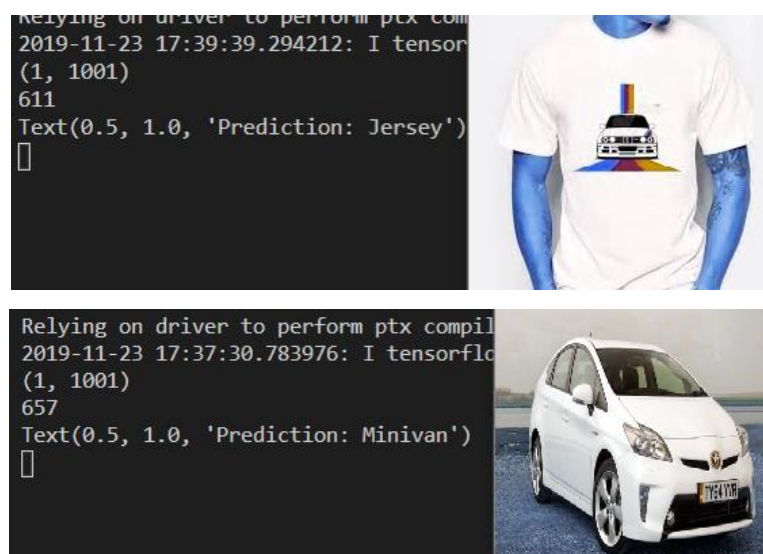 Relying on driver to perform ptx com
2019-11-23 17:39:39.294212: I tensor
(1, 1001)
611
Text(0.5, 1.0, 'Prediction: Jersey')
Relying on driver to perform ptx compil
2019-11-23 17:37:30.783976: I tensorflo
(1, 1001)
657
Text(0.5, 1.0, 'Prediction: Minivan')